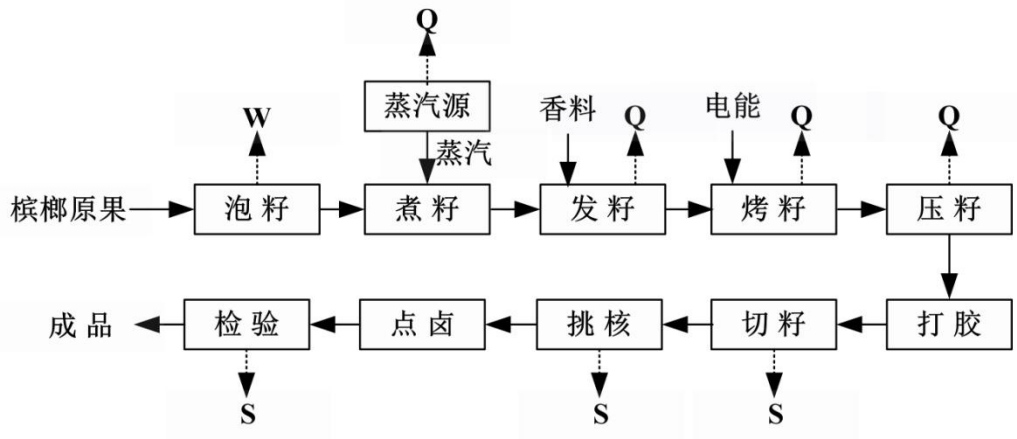 Q
蒸汽源
W
蒸汽
香料
Q
电能
Q
Q
槟榔原果
泡籽
煮籽
发籽
烤籽
压籽
成品
检验
点卤
挑核
切籽
打胶
S
S
S